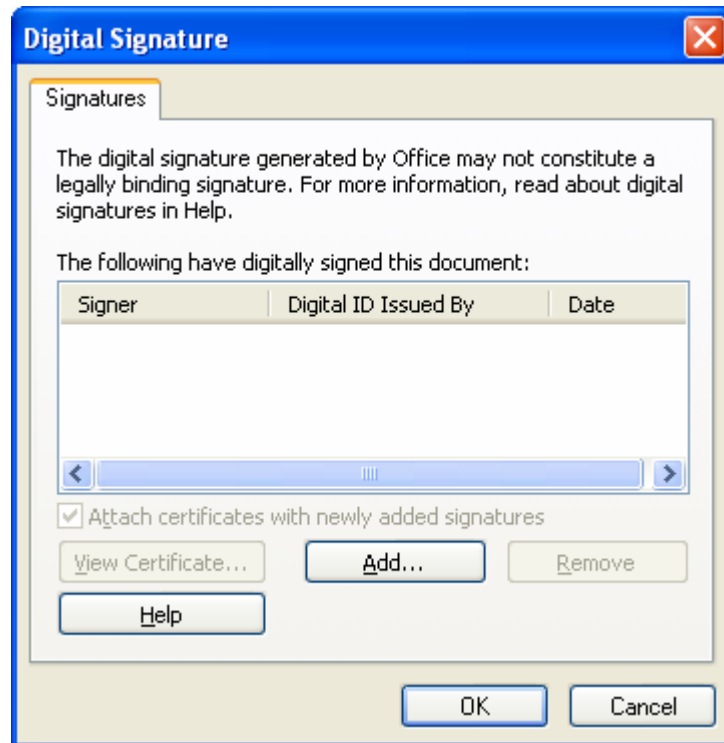 Digital Signature
Signatures
The digital signature generated by Office may not constitute a
legally binding signature. For more information, read about digital
signatures in Help.
The following have digitally signed this document:
Signer Digital ID Issued By Date
Attach certificates with newly added signatures
View Certificate... Add... Remove
Help
OK Cancel